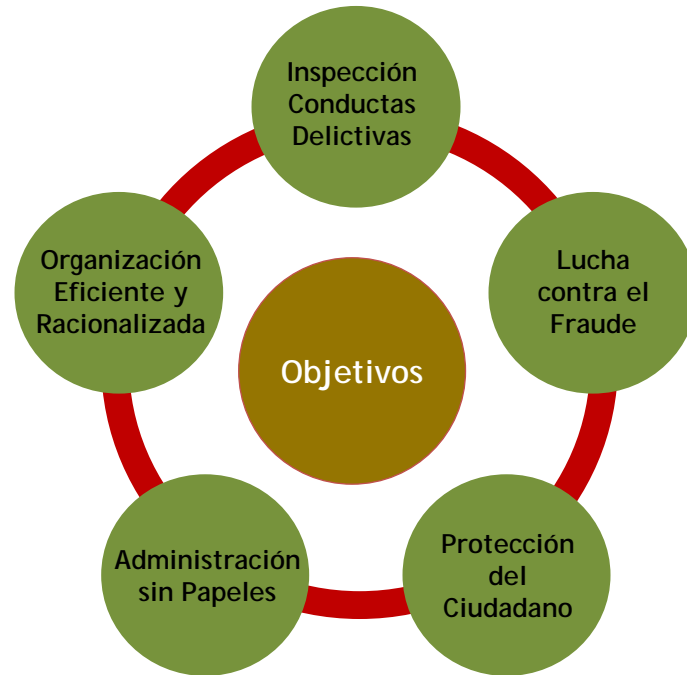 Inspección
Conductas
Delictivas
Lucha
contra el
Fraude
Protección
del
Ciudadano
Administración
sin Papeles
Organización
Eficiente y
Racionalizada
Objetivos